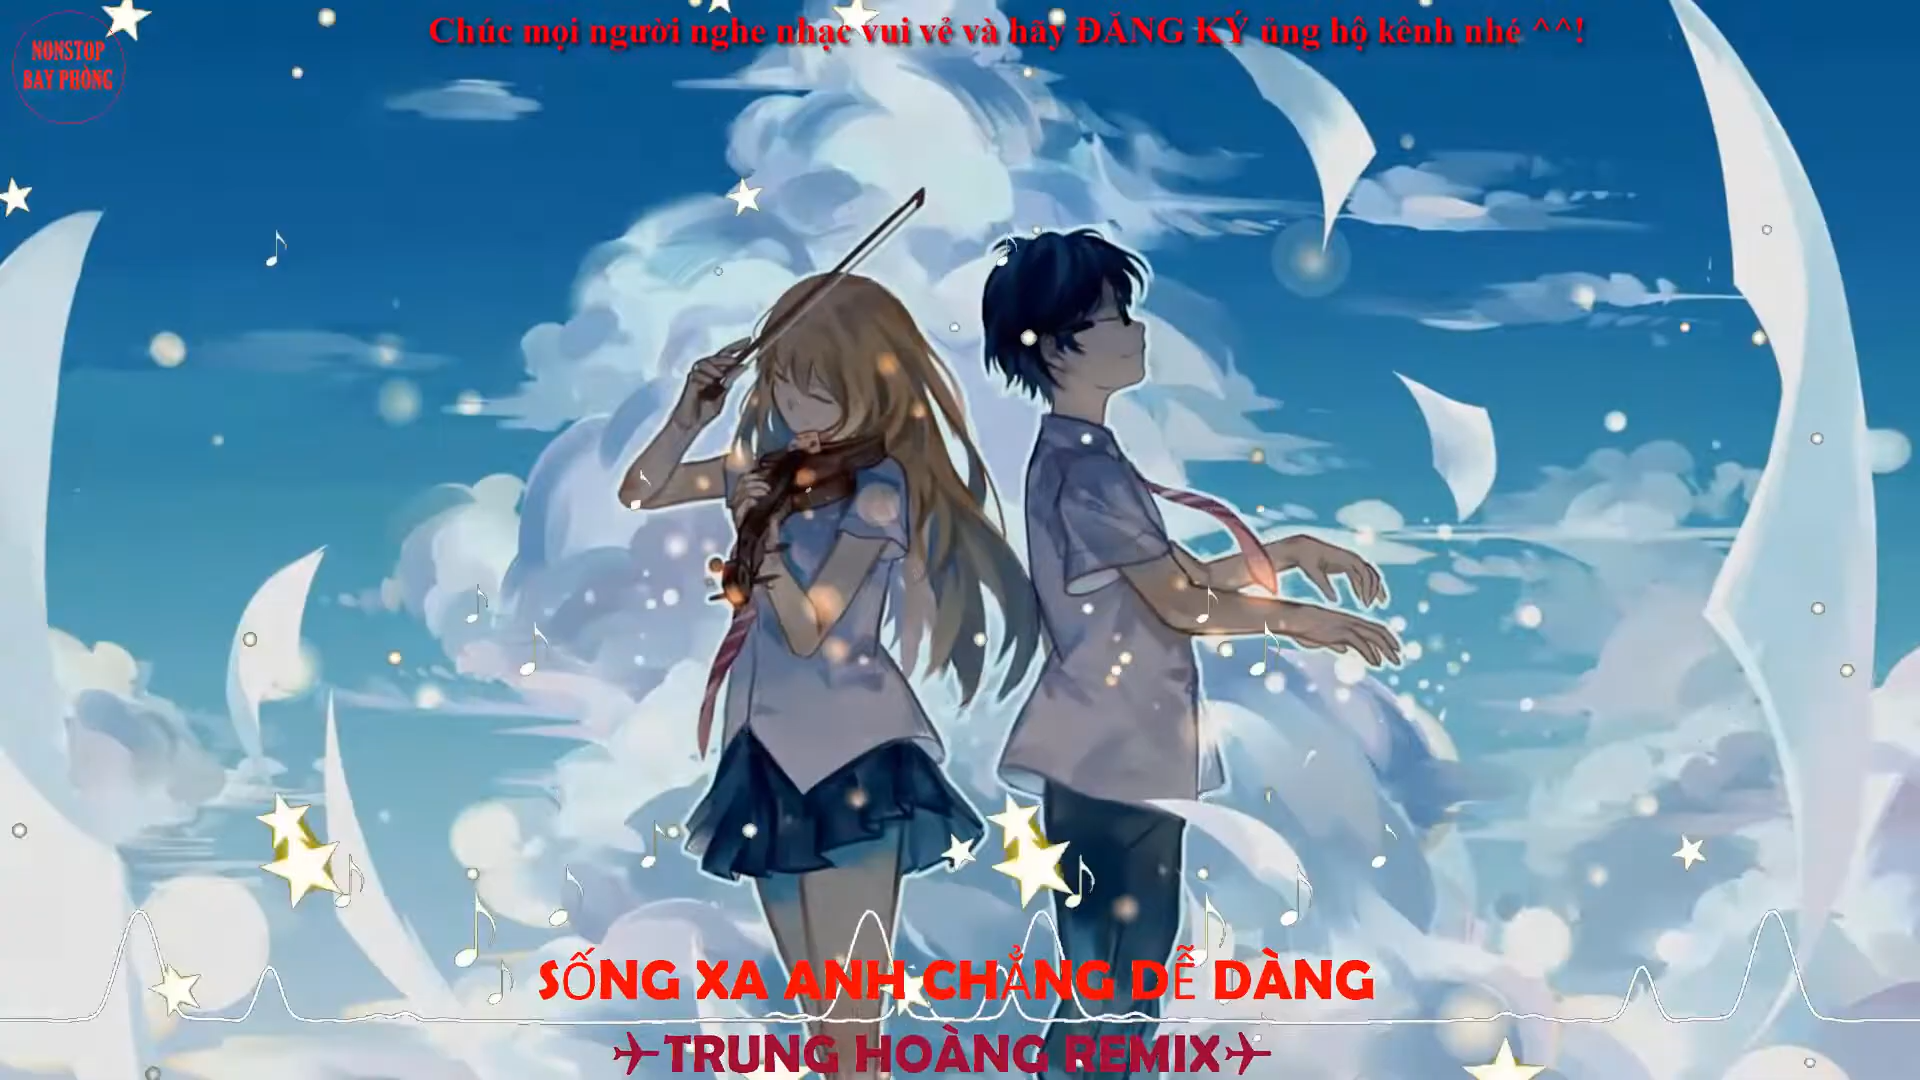 Chúc mọi người nghe nhạc vui vẻ và hãy ĐĂNG KÝ ủng hộ kênh nhé ^^!
NONSTOP
BAY PHÒNG
SỐNG XA ANH CHẲNG DỄ DÀNG
✈TRUNG HOÀNG REMIX✈